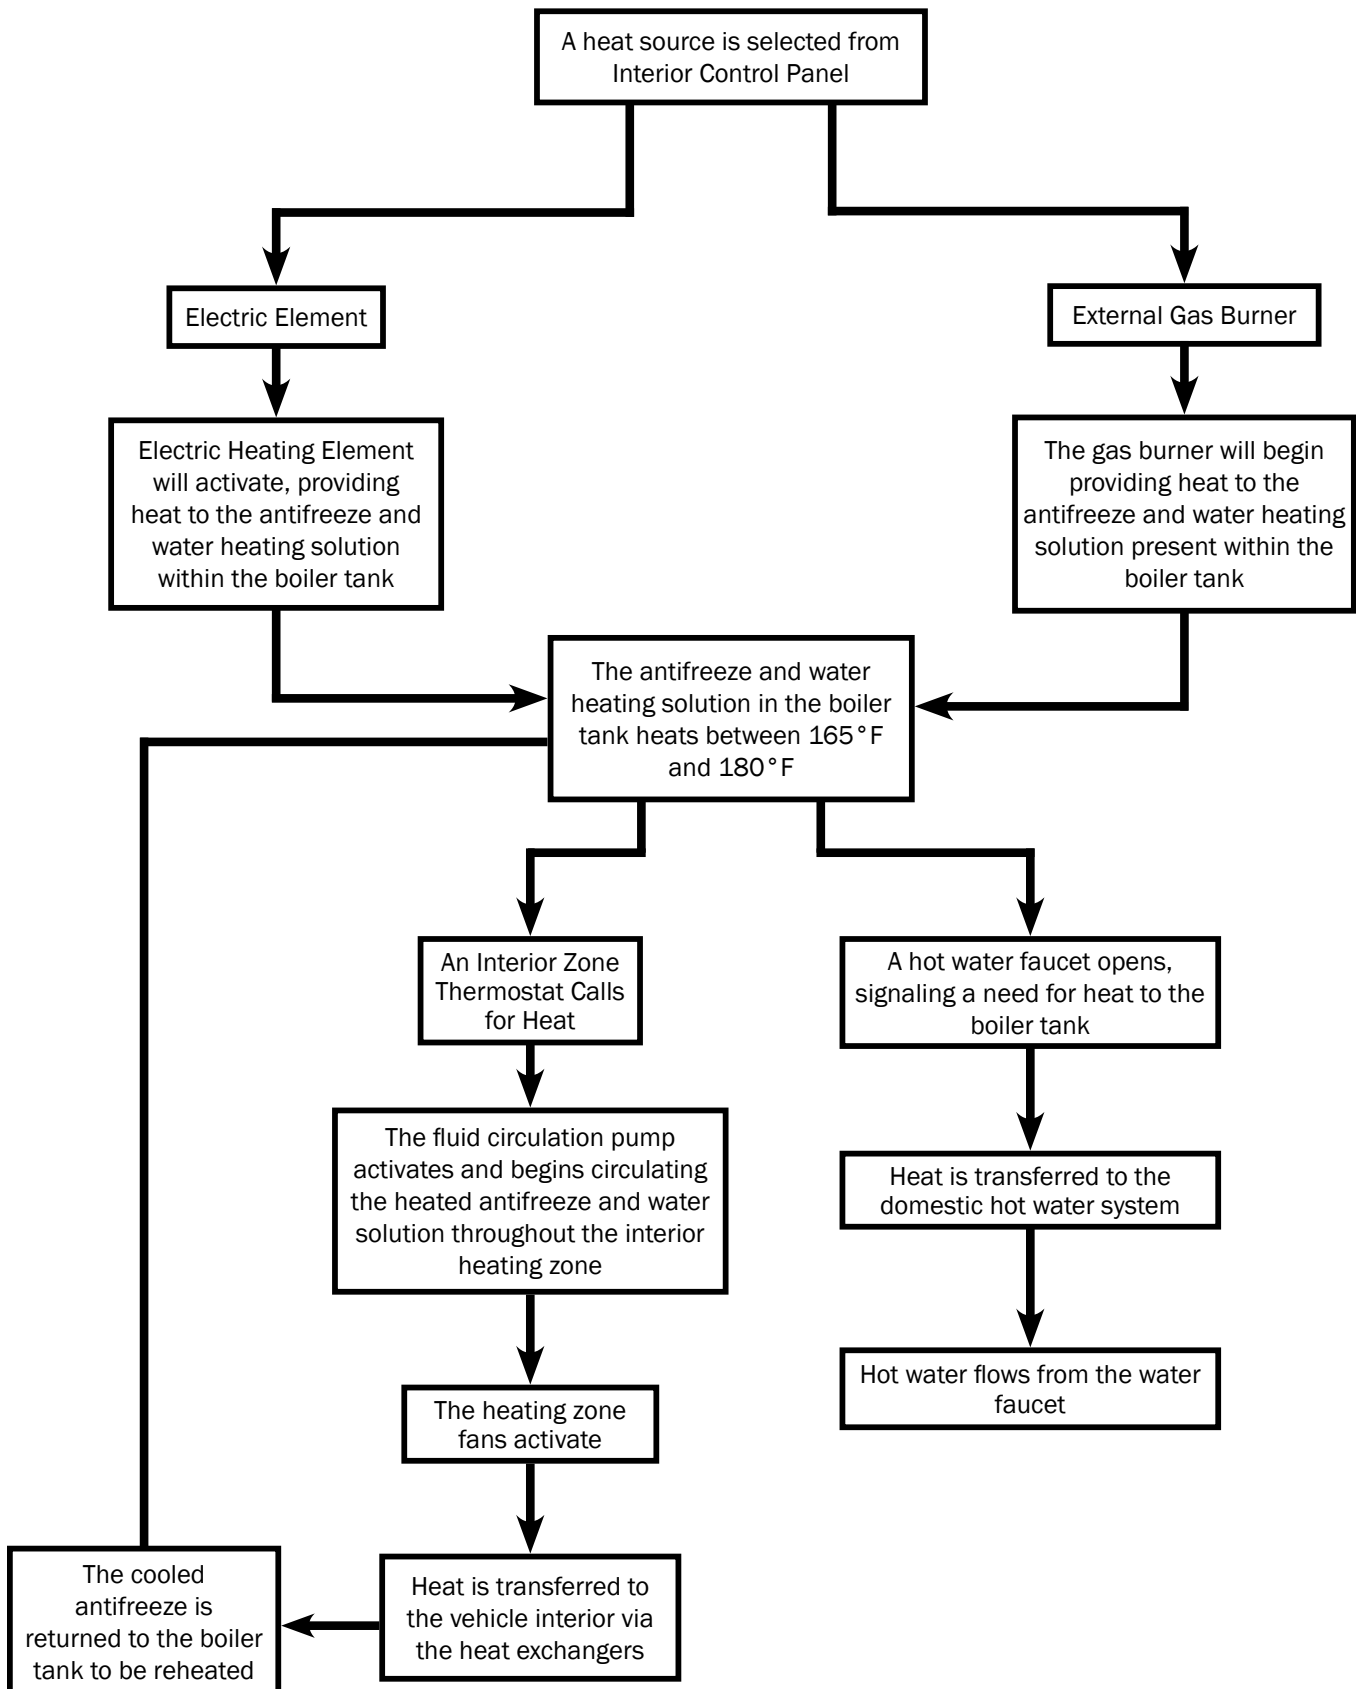 A heat source is selected from
Interior Control Panel
Electric Element
External Gas Burner
Electric Heating Element
will activate, providing
heat to the antifreeze and
water heating solution
within the boiler tank
The gas burner will begin
providing heat to the
antifreeze and water heating
solution present within the
boiler tank
The antifreeze and water
heating solution in the boiler
tank heats between 165°F
and 180°F
An Interior Zone
Thermostat Calls
for Heat
A hot water faucet opens,
signaling a need for heat to the
boiler tank
The fluid circulation pump
activates and begins circulating
the heated antifreeze and water
solution throughout the interior
heating zone
Heat is transferred to the
domestic hot water system
The heating zone
fans activate
Hot water flows from the water
faucet
Heat is transferred to
the vehicle interior via
the heat exchangers
The cooled
antifreeze is
returned to the boiler
tank to be reheated